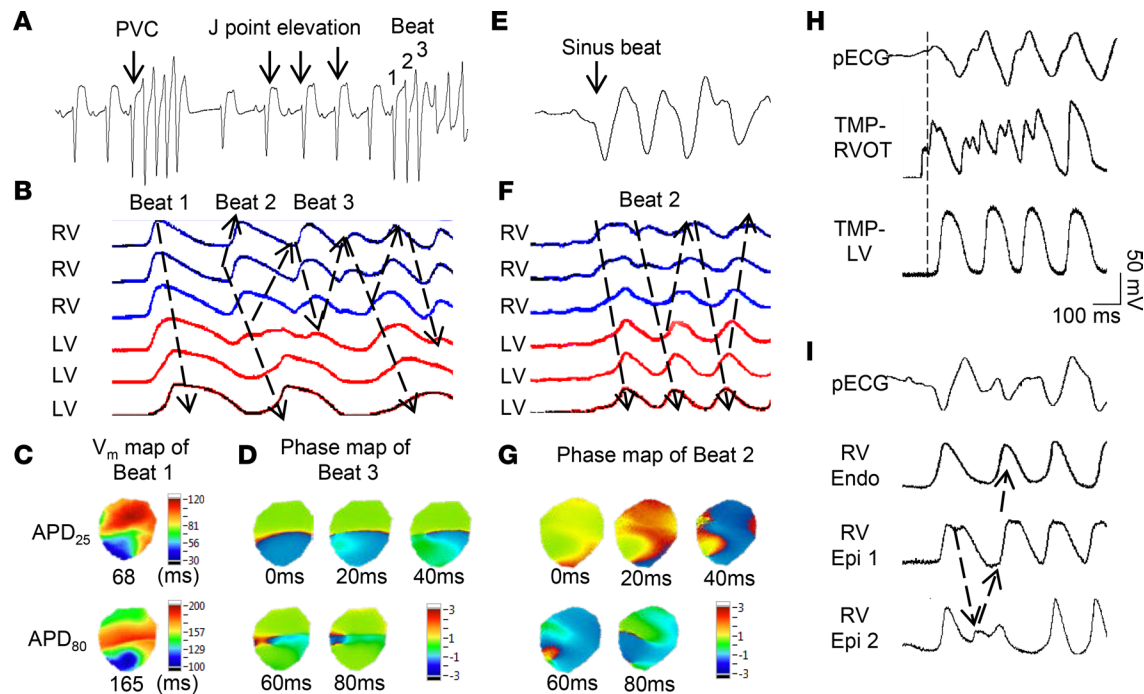 A
PVC
J point elevation
Beat
1 2 3
B
Beat 1 Beat 2 Beat 3
RV
RV
RV
LV
LV
LV
C
Vm map of
Beat 1
APD25
120
81
56
30
68 (ms)
APD80
200
157
129
100
165 (ms)
D
Phase map of
Beat 3
0ms 20ms 40ms
60ms 80ms
3
1
-1
-3
E
Sinus beat
F
Beat 2
RV
RV
RV
LV
LV
LV
G
Phase map of Beat 2
0ms 20ms 40ms
60ms 80ms
3
1
-1
-3
H
pECG
TMP-
RVOT
TMP-
LV
50 mV
100 ms
I
pECG
RV
Endo
RV
Epi 1
RV
Epi 2